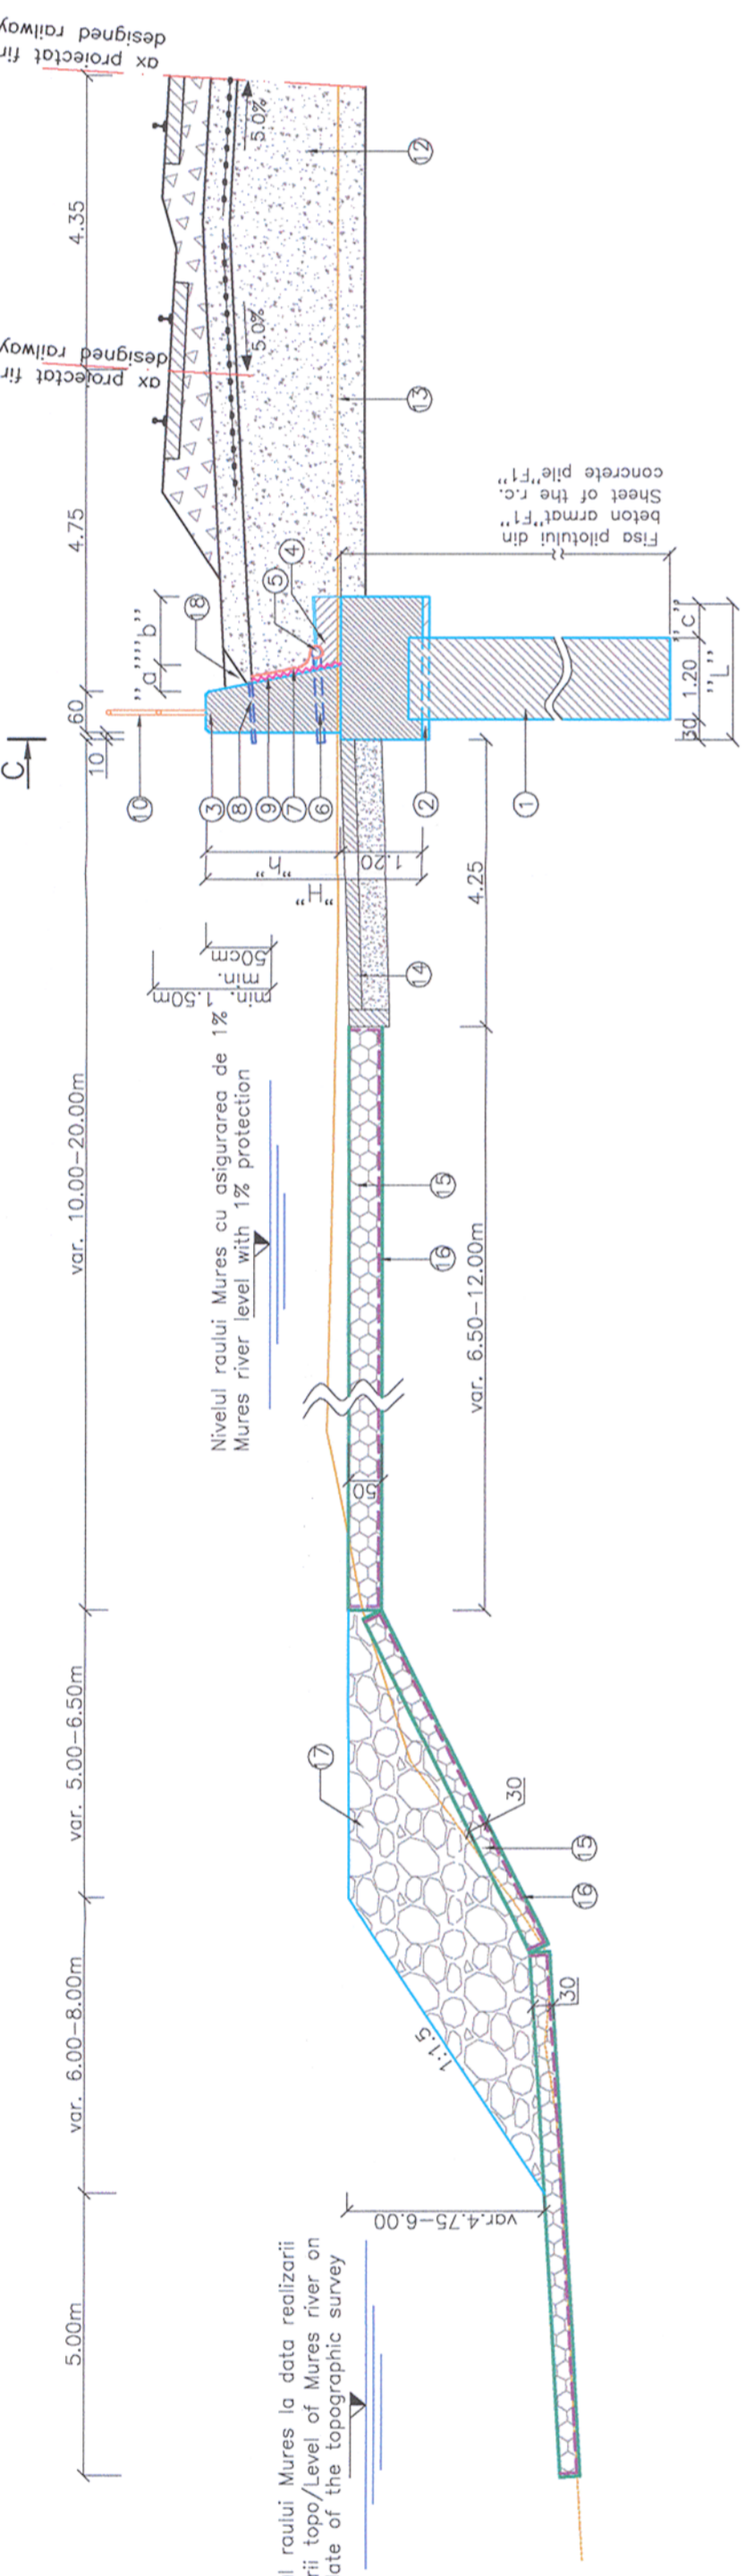 ax proiectat fir
designed railway
ax proiectat fir
designed railway
4.35
4.75
60
10
var. 10.00-20.00m
var. 5.00-6.50m
var. 6.00-8.00m
5.00m
C
5.0%
5.0%
12
13
"a"
"b"
18
5
4
10
3
8
9
7
6
2
1
Fisa pilotului din
beton armat"F1"
Sheet of the r.c.
concrete pile"F1"
30
1.20
"c"
"L"
"h"
1.20
"H"
min.
50cm
min. 1.50m
4.25
14
Nivelul raului Mures cu asigurarea de 1%
Mures river level with 1% protection
15
16
var. 6.50-12.00m
50
17
30
15
16
30
1:1.5
var.4.75-6.00
raului Mures la data realizarii
topo/Level of Mures river on
of the topographic survey